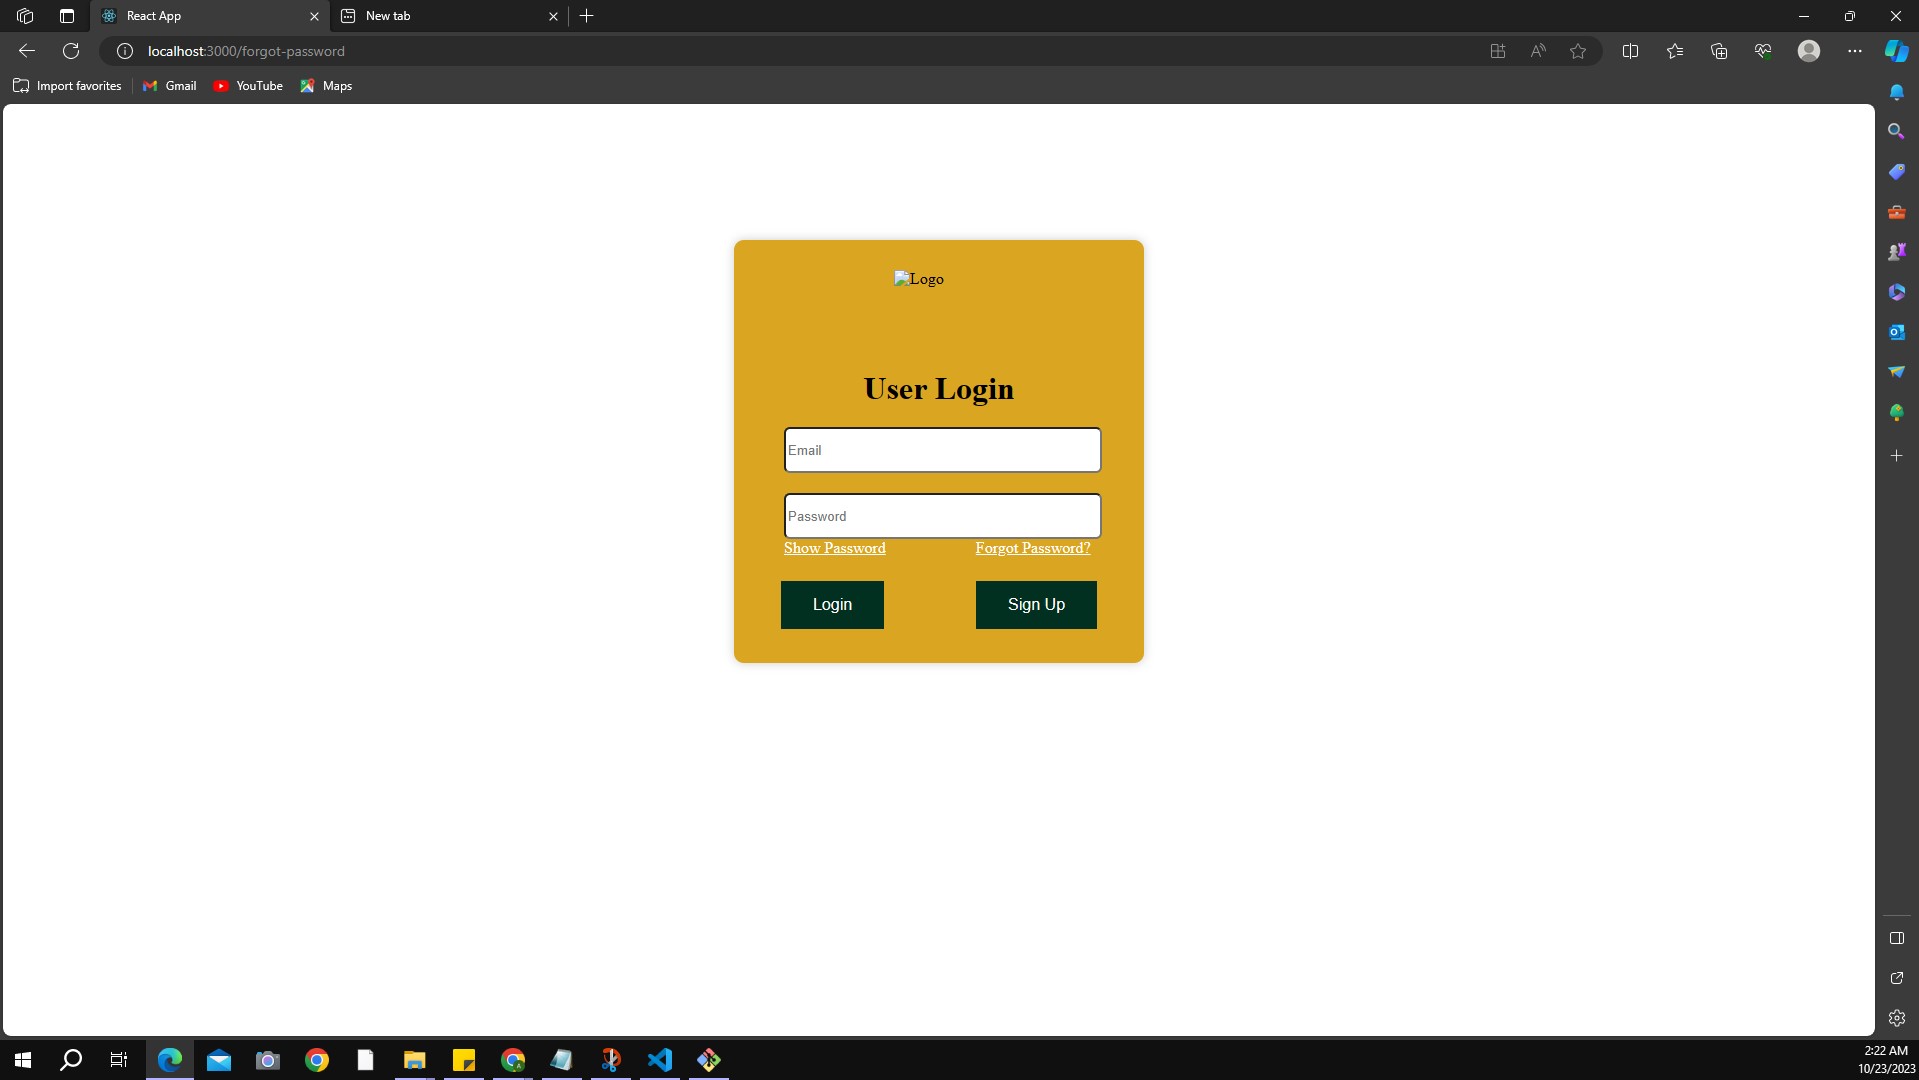 React App
New tab
localhost:3000/forgot-password
Import favorites
Gmail
YouTube
Maps
Logo
User Login
Email
Password
Show Password
Forgot Password?
Login
Sign Up
2:22 AM
10/23/2023